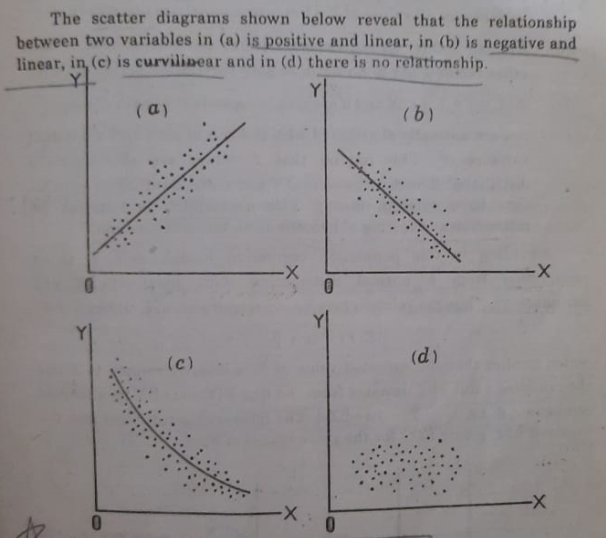 The scatter diagrams shown below reveal that the relationship
between two variables in (a) is positive and linear, in (b) is negative and
linear, in (c) is curvilinear and in (d) there is no relationship.
Y
(a)
X
0
Y
(b)
X
0
Y
(c)
X
0
Y
(d)
X
0